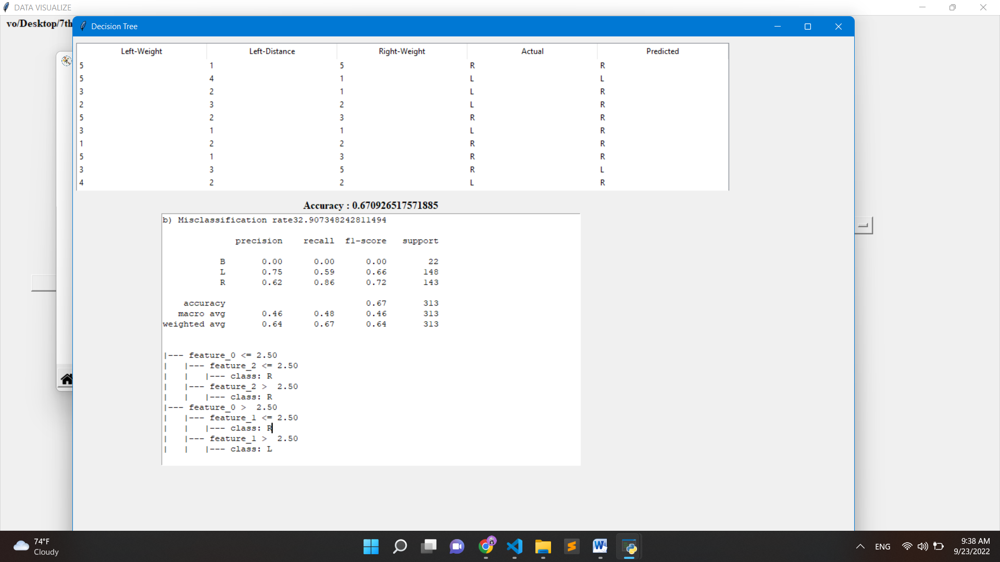 DATA VISUALIZE
vo/Desktop/7th
Decision Tree
Left-Weight Left-Distance Right-Weight Actual Predicted
5 1 5 R R
5 4 1 L L
3 2 1 L R
2 3 2 L R
5 2 3 R R
3 1 1 L R
1 2 2 R R
5 1 3 R R
3 3 5 R L
4 2 2 L R
Accuracy : 0.670926517571885
b) Misclassification rate32.907348242811494
precision recall f1-score support
B 0.00 0.00 0.00 22
L 0.75 0.59 0.66 148
R 0.62 0.86 0.72 143
accuracy 0.67 313
macro avg 0.46 0.48 0.46 313
weighted avg 0.64 0.67 0.64 313
|--- feature_0 <= 2.50
|   |--- feature_2 <= 2.50
|   |   |--- class: R
|   |--- feature_2 >  2.50
|   |   |--- class: R
|--- feature_0 >  2.50
|   |--- feature_1 <= 2.50
|   |   |--- class: R
|   |--- feature_1 >  2.50
|   |   |--- class: L
74°F
Cloudy
ENG
9:38 AM
9/23/2022